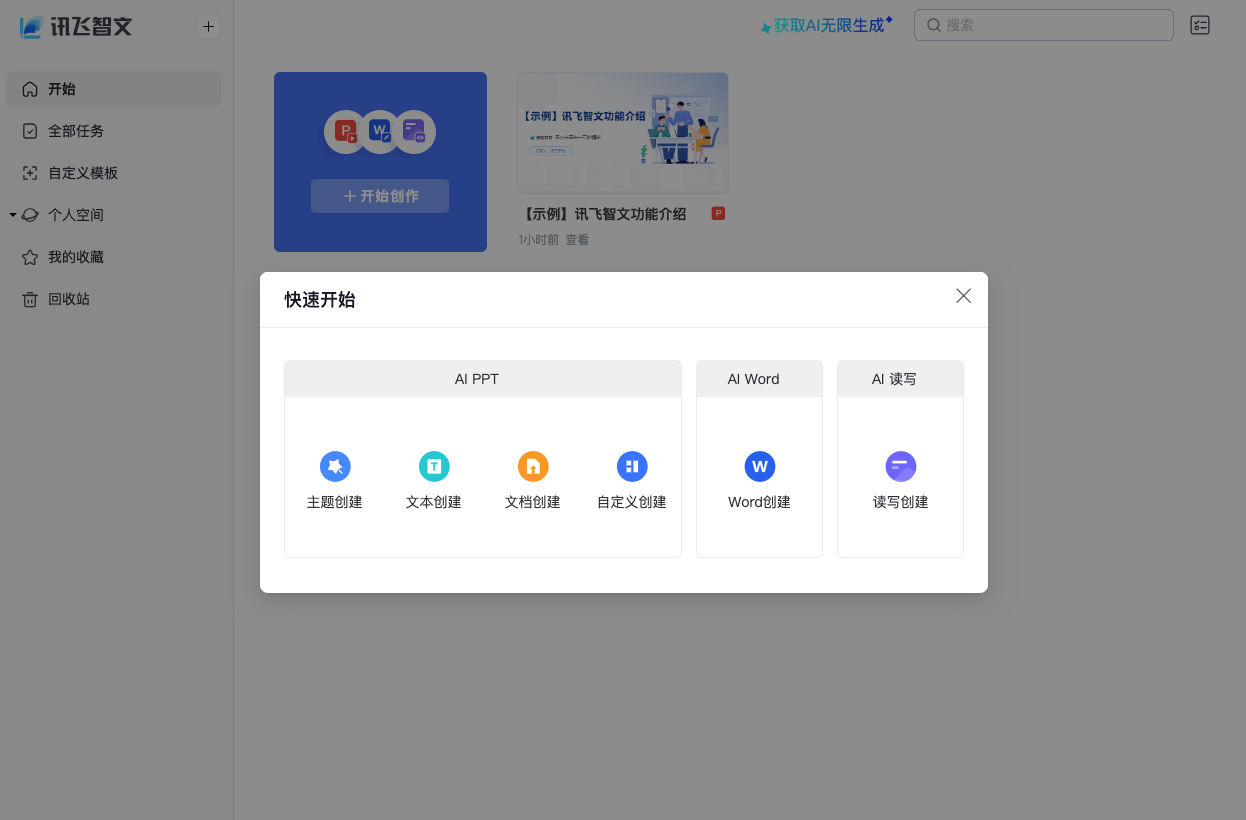 讯飞智文
开始
全部任务
自定义模板
个人空间
我的收藏
回收站
获取AI无限生成
搜索
开始创作
【示例】讯飞智文功能介绍
【示例】讯飞智文功能介绍
1小时前 查看
快速开始
AI PPT
主题创建
文本创建
文档创建
自定义创建
AI Word
Word创建
AI 读写
读写创建